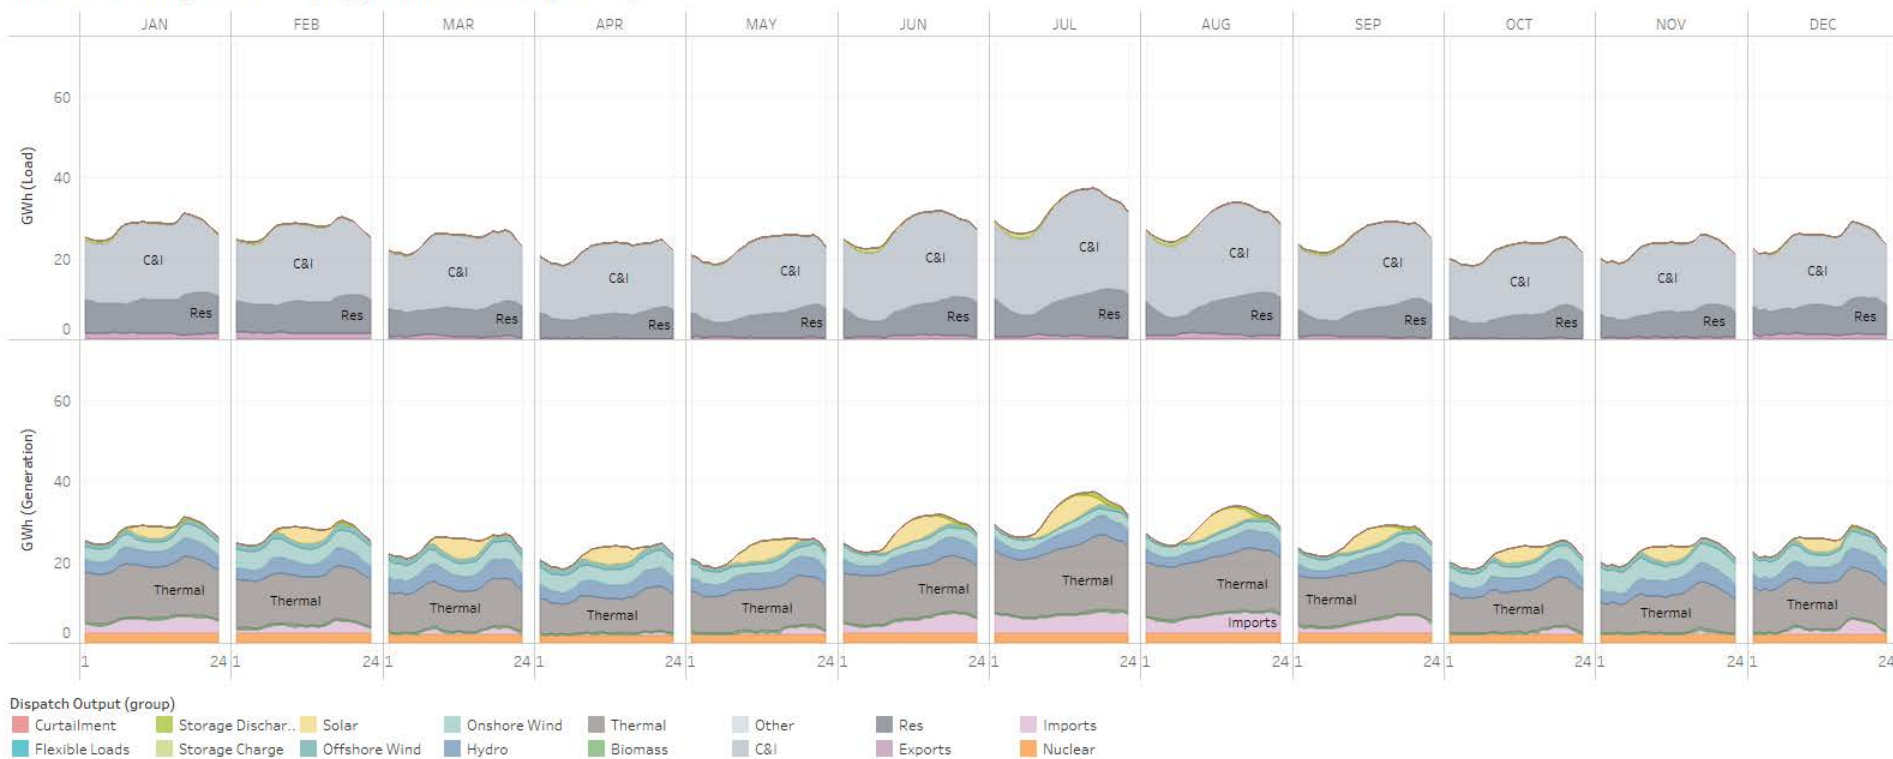 JAN FEB MAR APR MAY JUN JUL AUG SEP OCT NOV DEC
60
40
20
0
GWh (Load)
C&I C&I C&I C&I C&I C&I C&I C&I C&I C&I C&I C&I
Res Res Res Res Res Res Res Res Res Res Res Res
60
40
20
0
GWh (Generation)
Thermal Thermal Thermal Thermal Thermal Thermal Thermal Thermal Thermal Thermal Thermal Thermal
Imports
1 24 1 24 1 24 1 24 1 24 1 24 1 24 1 24 1 24 1 24 1 24 1 24
Dispatch Output (group)
Curtailment Storage Dischar.. Solar Onshore Wind Thermal Other Res Imports
Flexible Loads Storage Charge Offshore Wind Hydro Biomass C&I Exports Nuclear